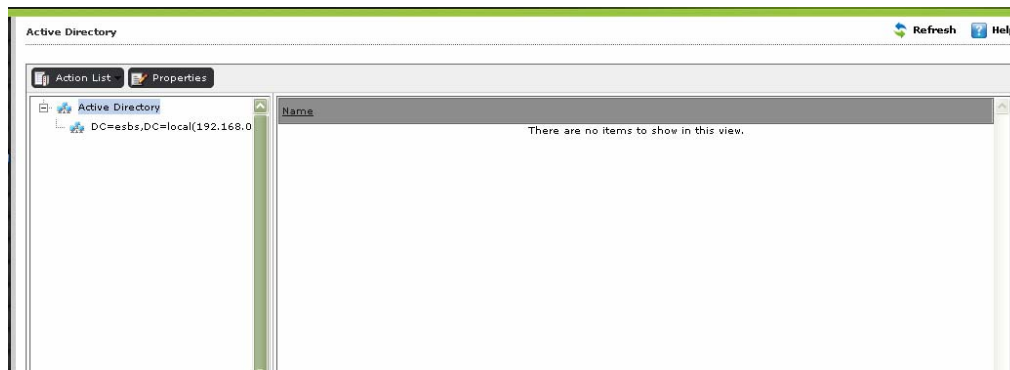 Active Directory
Refresh
Hel
Action List
Properties
Active Directory
DC=esbs,DC=local(192.168.0
Name
There are no items to show in this view.